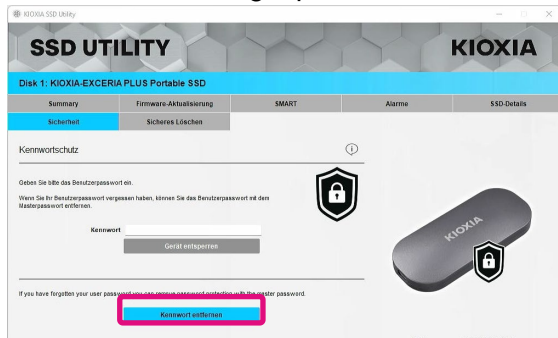 KIOXIA SSD Utility
SSD UTILITY
KIOXIA
Disk 1: KIOXIA-EXCERIA PLUS Portable SSD
Summary
Firmware-Aktualisierung
SMART
Alarme
SSD-Details
Sicherheit
Sicheres Löschen
Kennwortschutz
Geben Sie bitte das Benutzerpasswort ein.
Wenn Sie Ihr Benutzerpasswort vergessen haben, können Sie das Benutzerpasswort mit dem
Masterpasswort entfernen.
Kennwort
Gerät entsperren
KIOXIA
If you have forgotten your user password you can remove password protection with the master password.
Kennwort entfernen